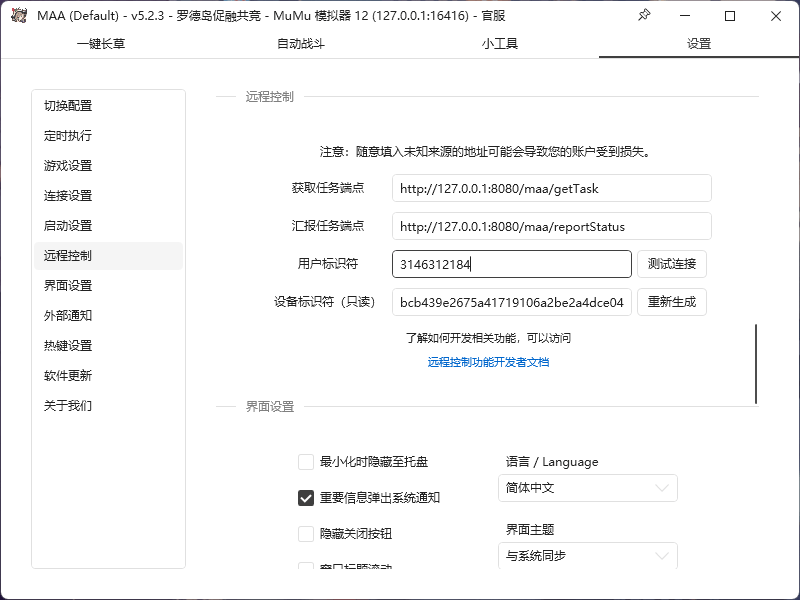 MAA (Default) - v5.2.3 - 罗德岛促融共竞 - MuMu 模拟器 12 (127.0.0.1:16416) - 官服
一键长草 自动战斗 小工具 设置
切换配置
定时执行
游戏设置
连接设置
启动设置
远程控制
界面设置
外部通知
热键设置
软件更新
关于我们
远程控制
注意：随意填入未知来源的地址可能会导致您的账户受到损失。
获取任务端点 http://127.0.0.1:8080/maa/getTask
汇报任务端点 http://127.0.0.1:8080/maa/reportStatus
用户标识符 3146312184 测试连接
设备标识符（只读） bcb439e2675a41719106a2be2a4dce04 重新生成
了解如何开发相关功能，可以访问
远程控制功能开发者文档
界面设置
最小化时隐藏至托盘
重要信息弹出系统通知
隐藏关闭按钮
窗口标题滚动
语言 / Language
简体中文
界面主题
与系统同步